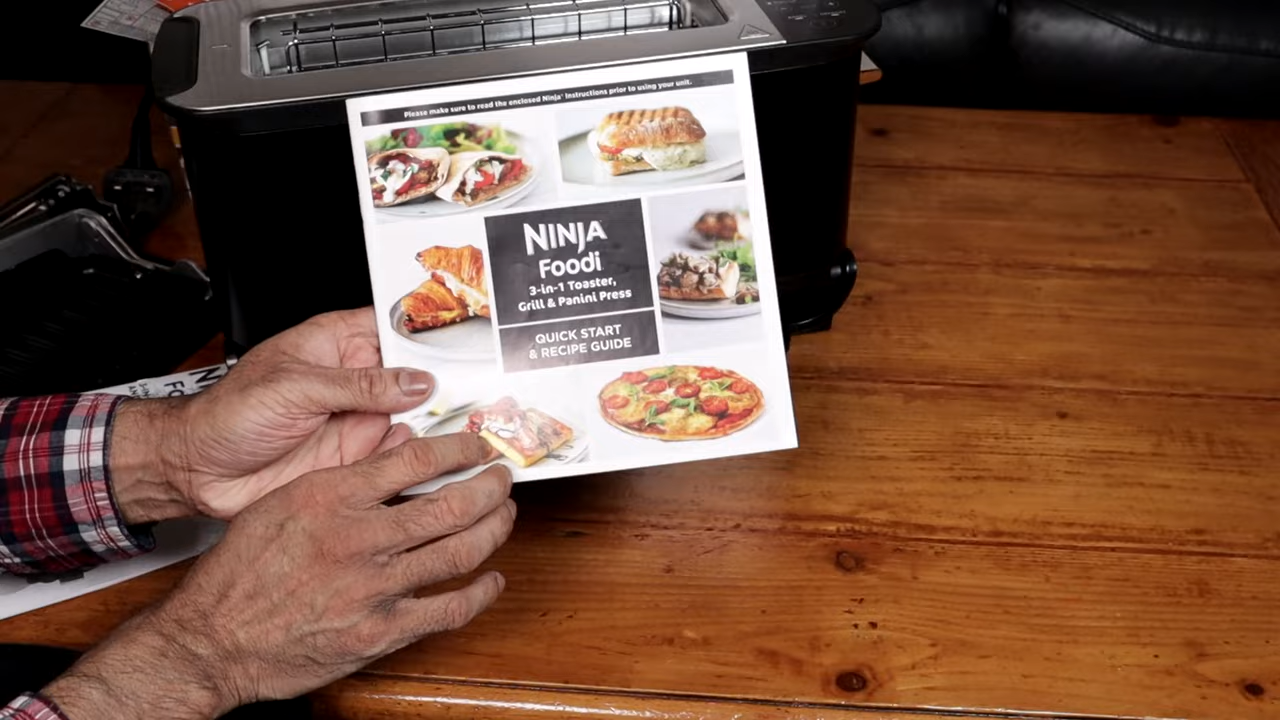 Please make sure to read the enclosed Ninja® Instructions prior to using your unit.
NINJA
Foodi
3-in-1 Toaster,
Grill & Panini Press
QUICK START
& RECIPE GUIDE